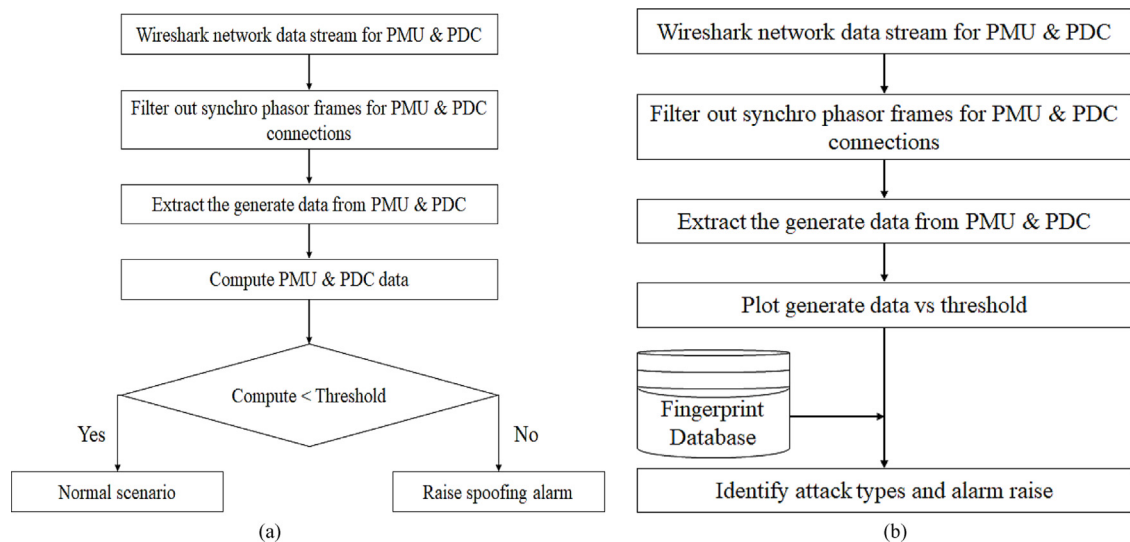 Wireshark network data stream for PMU & PDC
Filter out synchro phasor frames for PMU & PDC
connections
Extract the generate data from PMU & PDC
Compute PMU & PDC data
Compute < Threshold
Yes
No
Normal scenario
Raise spoofing alarm
(a)
Wireshark network data stream for PMU & PDC
Filter out synchro phasor frames for PMU & PDC
connections
Extract the generate data from PMU & PDC
Plot generate data vs threshold
Fingerprint
Database
Identify attack types and alarm raise
(b)